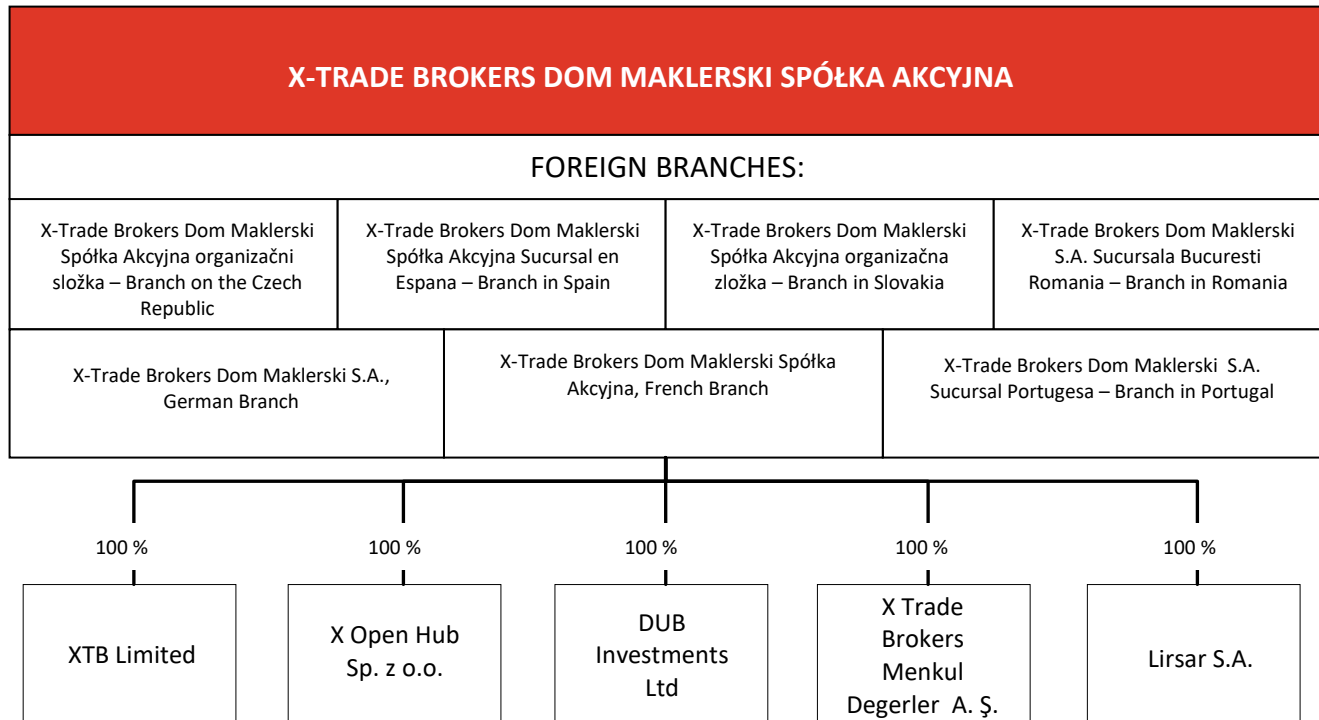 X-TRADE BROKERS DOM MAKLERSKI SPÓŁKA AKCYJNA
FOREIGN BRANCHES:
X-Trade Brokers Dom Maklerski
Spółka Akcyjna organizačni
složka – Branch on the Czech
Republic
X-Trade Brokers Dom Maklerski
Spółka Akcyjna Sucursal en
Espana – Branch in Spain
X-Trade Brokers Dom Maklerski
Spółka Akcyjna organizačna
zložka – Branch in Slovakia
X-Trade Brokers Dom Maklerski
S.A. Sucursala Bucuresti
Romania – Branch in Romania
X-Trade Brokers Dom Maklerski S.A.,
German Branch
X-Trade Brokers Dom Maklerski Spółka
Akcyjna, French Branch
X-Trade Brokers Dom Maklerski  S.A.
Sucursal Portugesa – Branch in Portugal
100 %
100 %
100 %
100 %
100 %
XTB Limited
X Open Hub
Sp. z o.o.
DUB
Investments
Ltd
X Trade
Brokers
Menkul
Degerler  A. Ş.
Lirsar S.A.